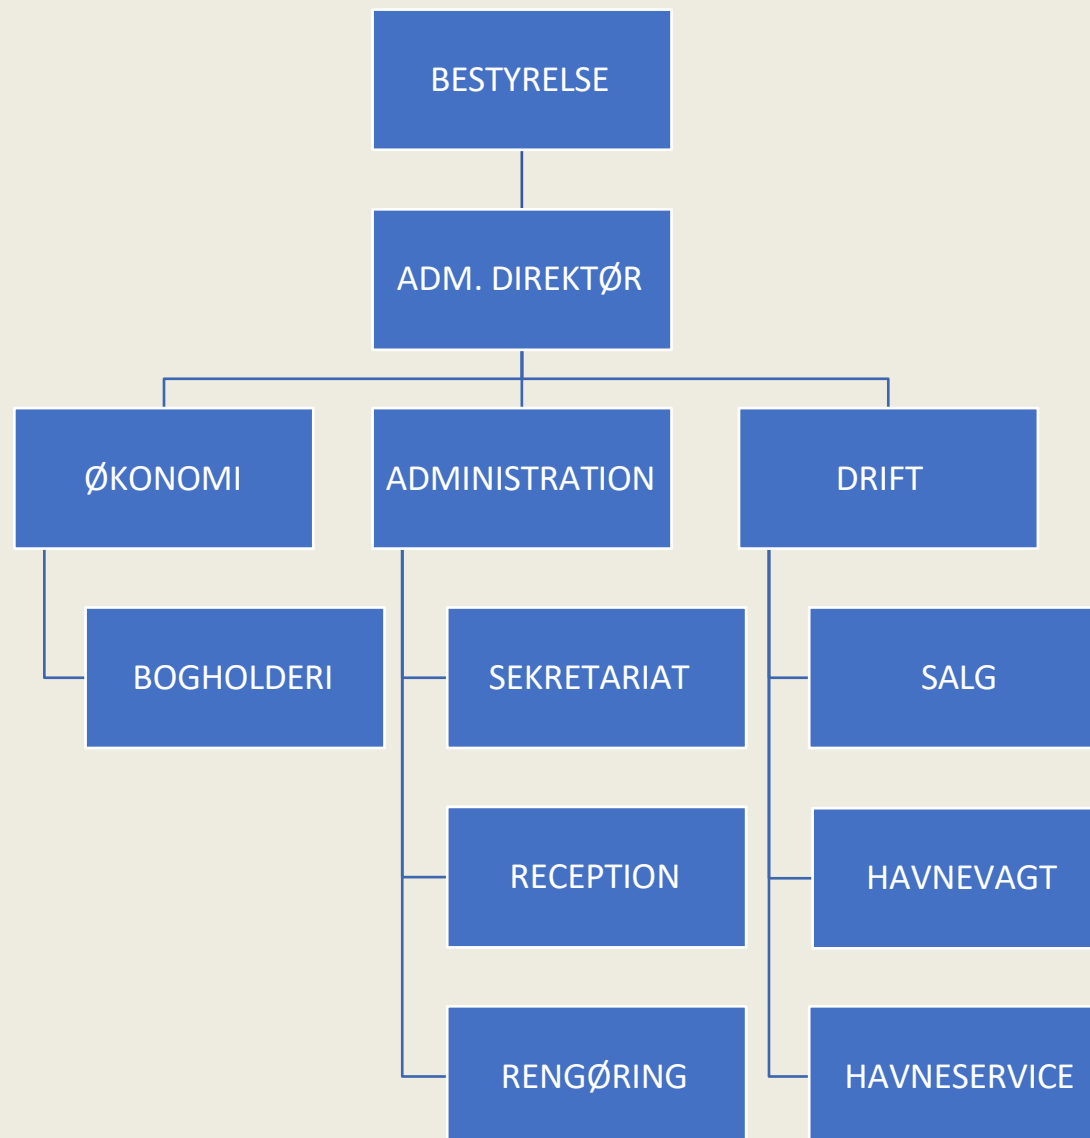 BESTYRELSE
ADM. DIREKTØR
ØKONOMI
ADMINISTRATION
DRIFT
BOGHOLDERI
SEKRETARIAT
SALG
RECEPTION
HAVNEVAGT
RENGØRING
HAVNESERVICE